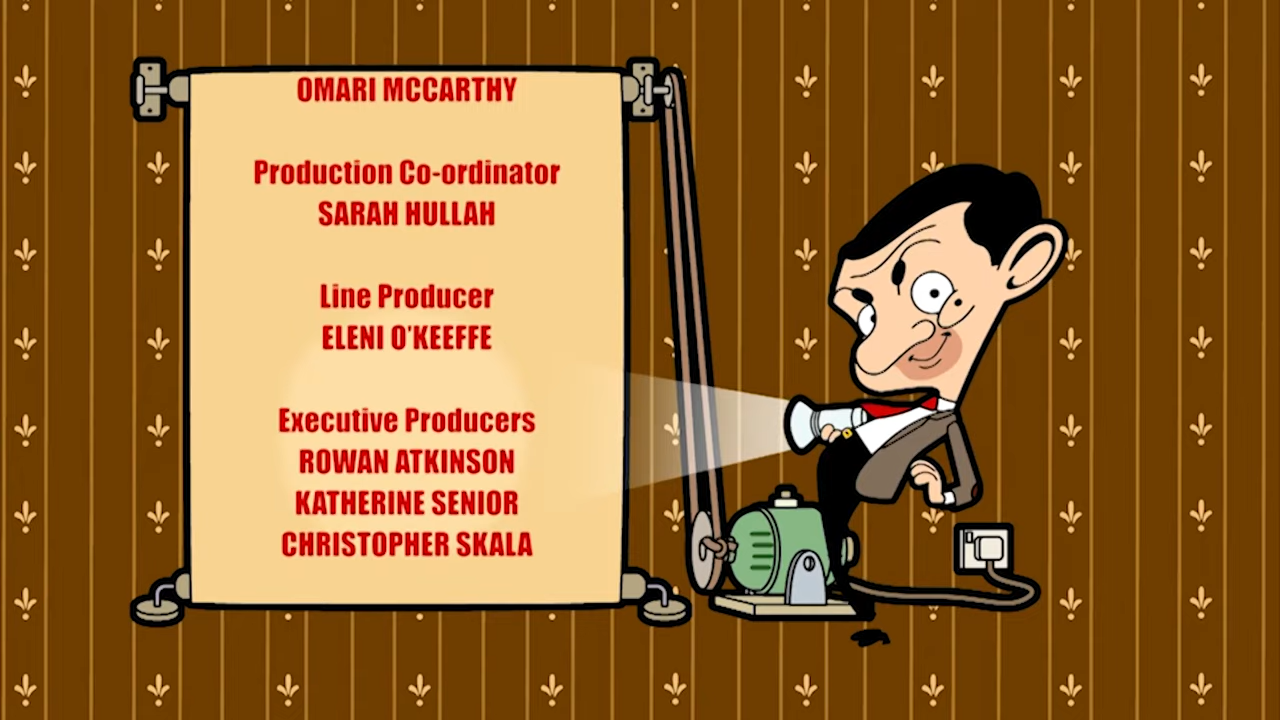 OMARI MCCARTHY
Production Co-ordinator
SARAH HULLAH
Line Producer
ELENI O'KEEFFE
Executive Producers
ROWAN ATKINSON
KATHERINE SENIOR
CHRISTOPHER SKALA